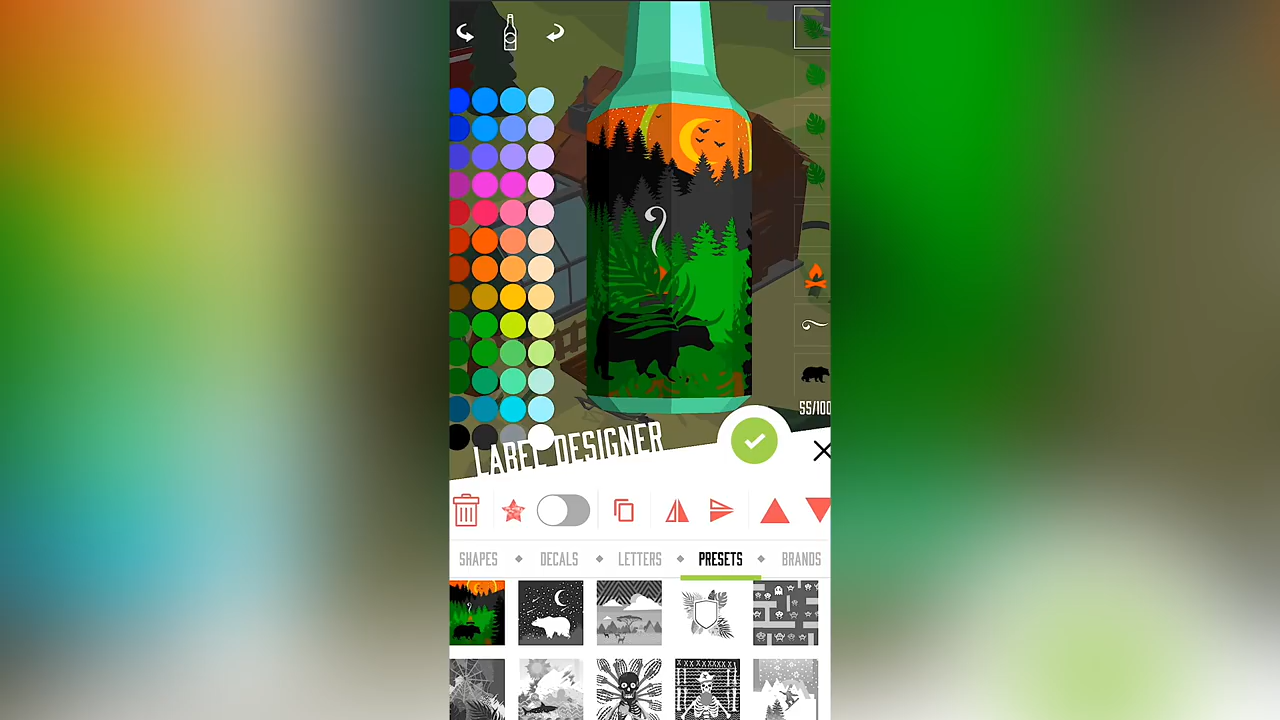 55/100
LABEL DESIGNER
SHAPES DECALS LETTERS PRESETS BRANDS